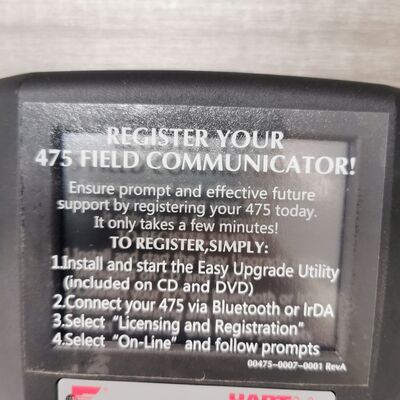 REGISTER YOUR
475 FIELD COMMUNICATOR!
Ensure prompt and effective future
support by registering your 475 today.
It only takes a few minutes!
TO REGISTER,SIMPLY:
1.Install and start the Easy Upgrade Utility
(included on CD and DVD)
2.Connect your 475 via Bluetooth or IrDA
3.Select “Licensing and Registration”
4.Select “On-Line” and follow prompts
00475-0007-0001 RevA
HART